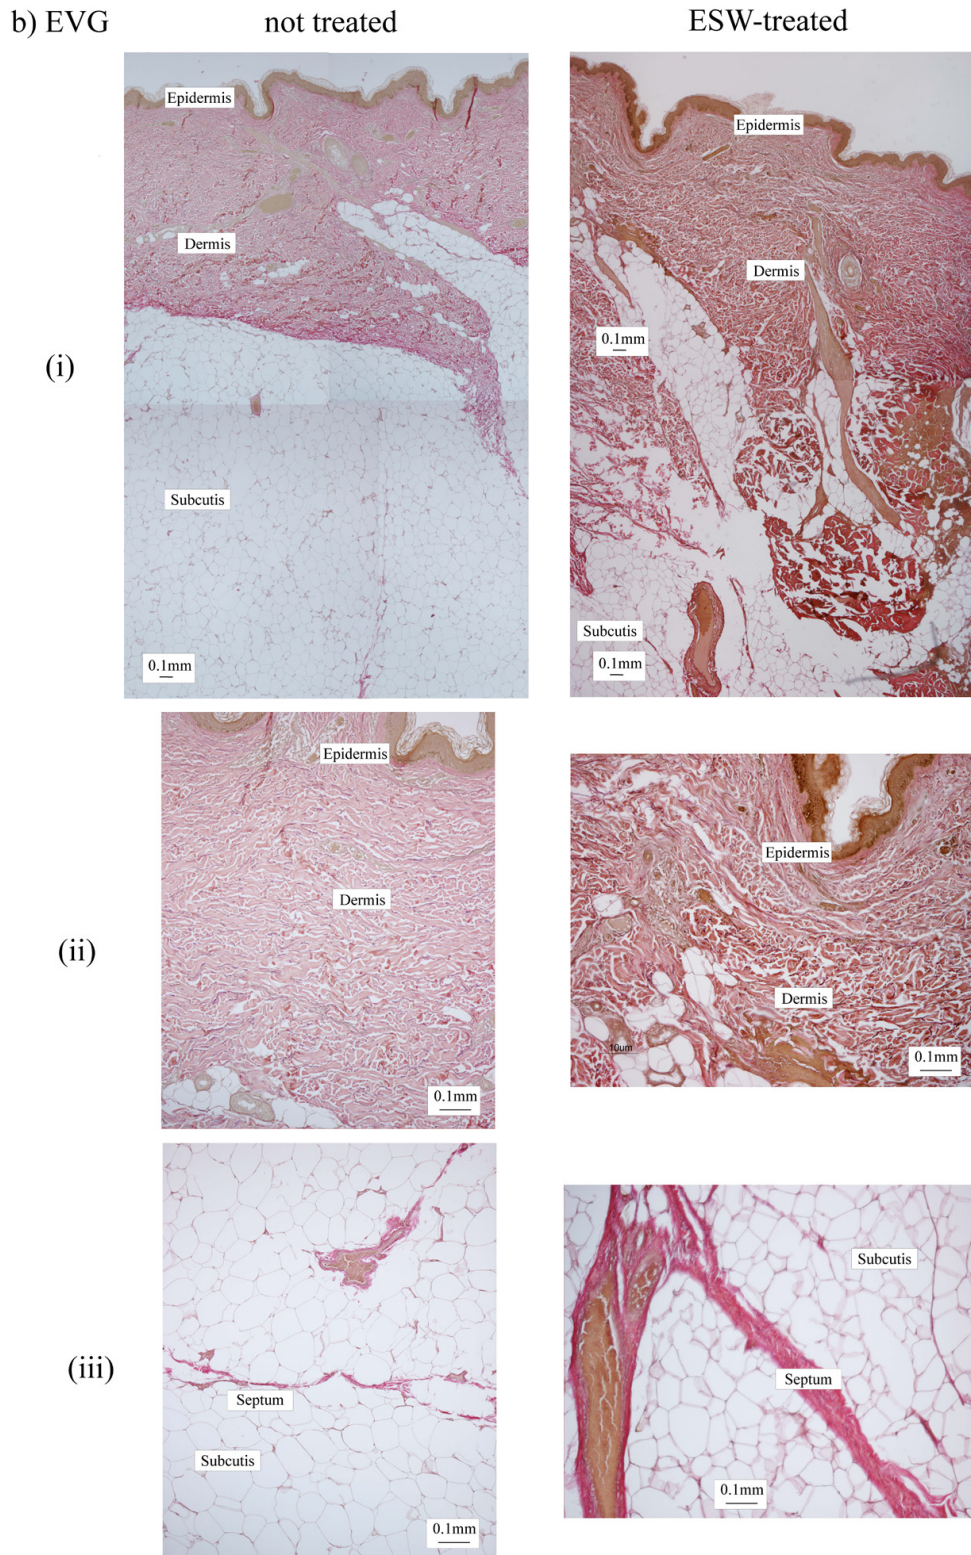 b) EVG not treated ESW-treated
Epidermis
Dermis
Subcutis
0.1mm
Epidermis
Dermis
0.1mm
Subcutis
0.1mm
(i)
Epidermis
Dermis
0.1mm
Epidermis
Dermis
10um
0.1mm
(ii)
Septum
Subcutis
0.1mm
Subcutis
Septum
0.1mm
(iii)